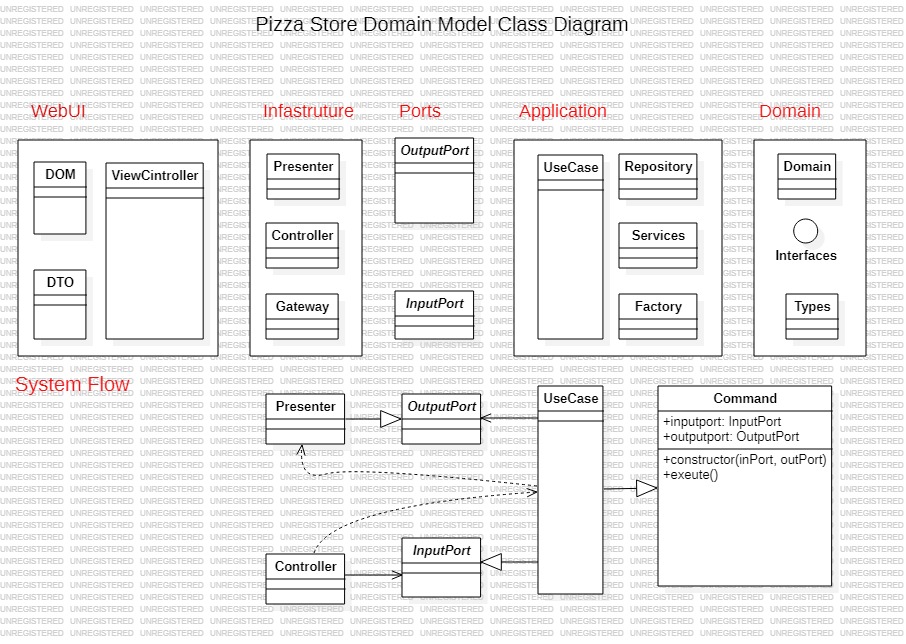 Pizza Store Domain Model Class Diagram
WebUI
Infastruture
Ports
Application
Domain
DOM
ViewCintroller
DTO
Presenter
Controller
Gateway
OutputPort
InputPort
UseCase
Repository
Services
Factory
Domain
Interfaces
Types
System Flow
Presenter
OutputPort
UseCase
Command
+inputport: InputPort
+outputport: OutputPort
+constructor(inPort, outPort)
+exeute()
InputPort
Controller
UNREGISTERED